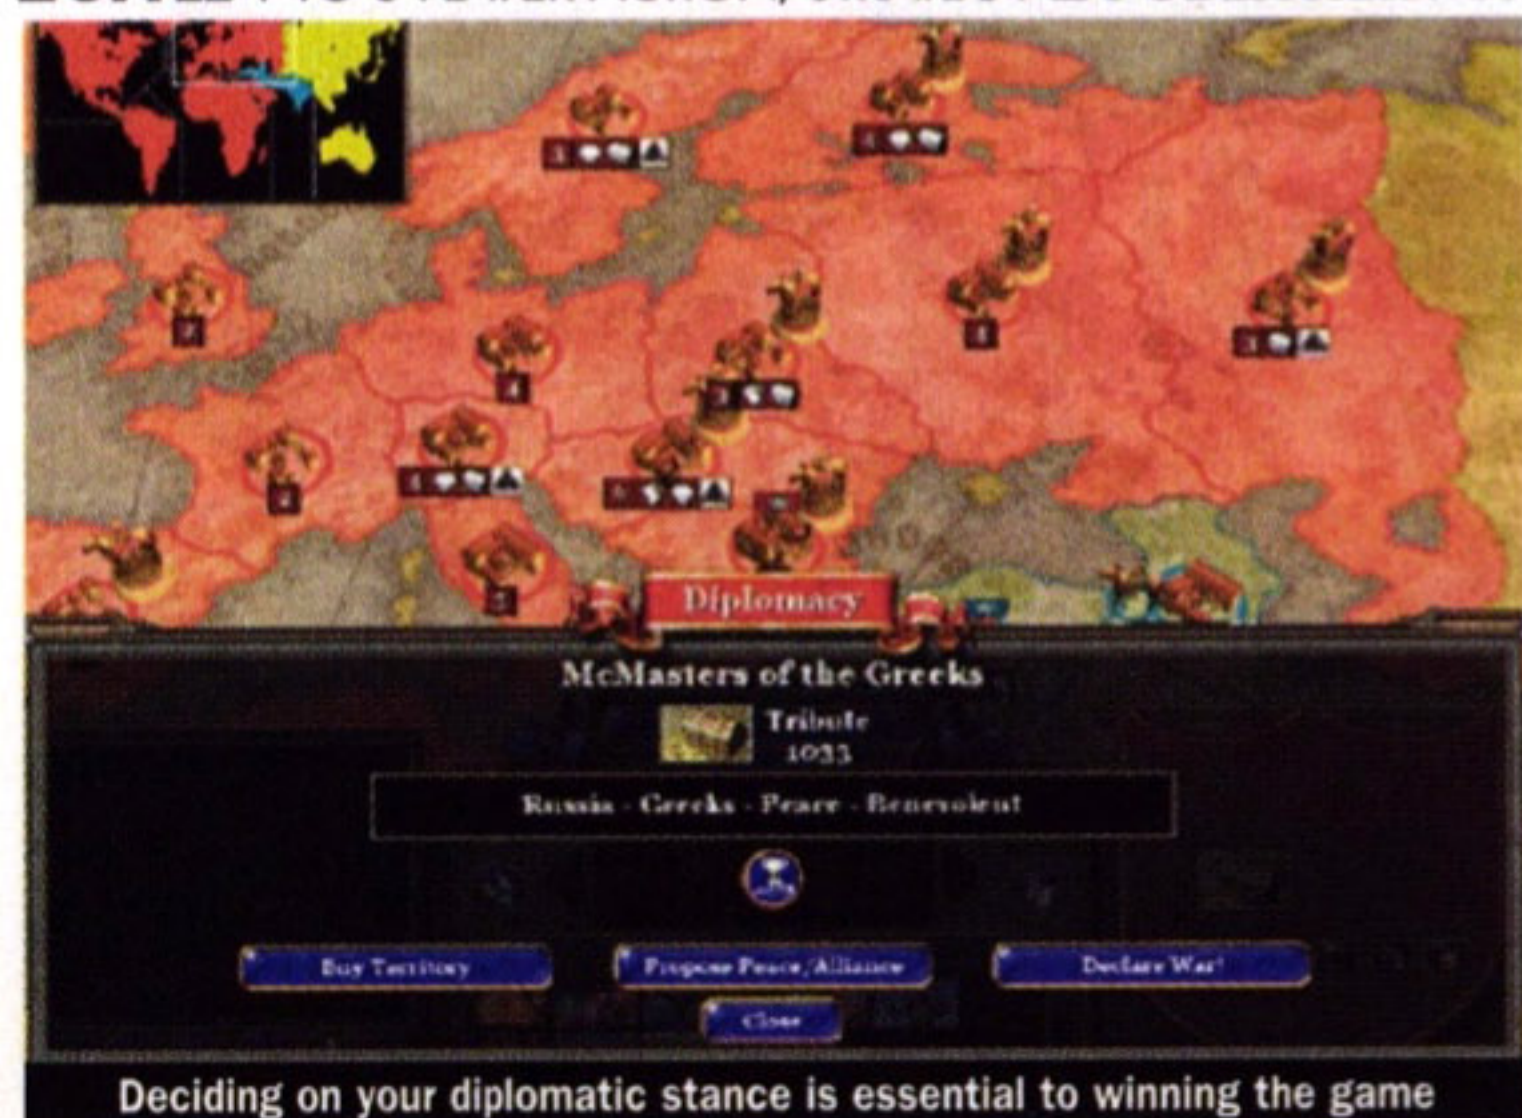 Diplomacy
McMasters of the Greeks
Tribute
1033
Russia - Greeks - Peace - Benevolent
Buy Territory
Propose Peace/Alliance
Declare War!
Close
Deciding on your diplomatic stance is essential to winning the game